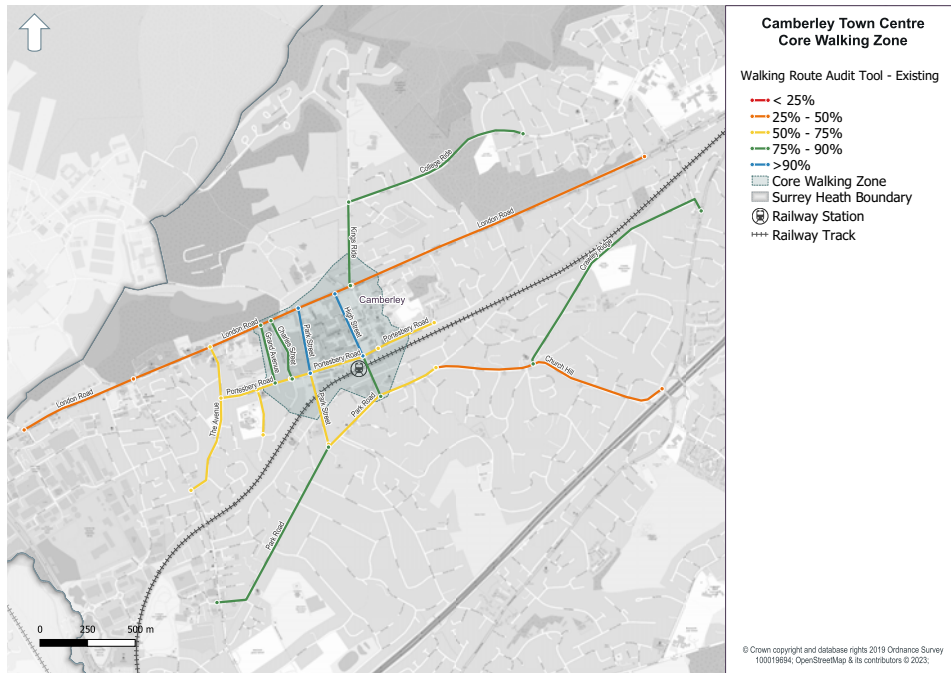 Camberley Town Centre
Core Walking Zone
Walking Route Audit Tool - Existing
< 25%
25% - 50%
50% - 75%
75% - 90%
>90%
Core Walking Zone
Surrey Heath Boundary
Railway Station
Railway Track
College Ride
London Road
Kings Ride
Crawley Ridge
Camberley
London Road
Grand Avenue
Charles Street
Park Street
High Street
Portesbery Road
Portesbery Road
Portesbery Road
Church Hill
London Road
The Avenue
Park Street
Park Road
Park Road
0 250 500 m
© Crown copyright and database rights 2019 Ordnance Survey
100019694; OpenStreetMap & its contributors © 2023;